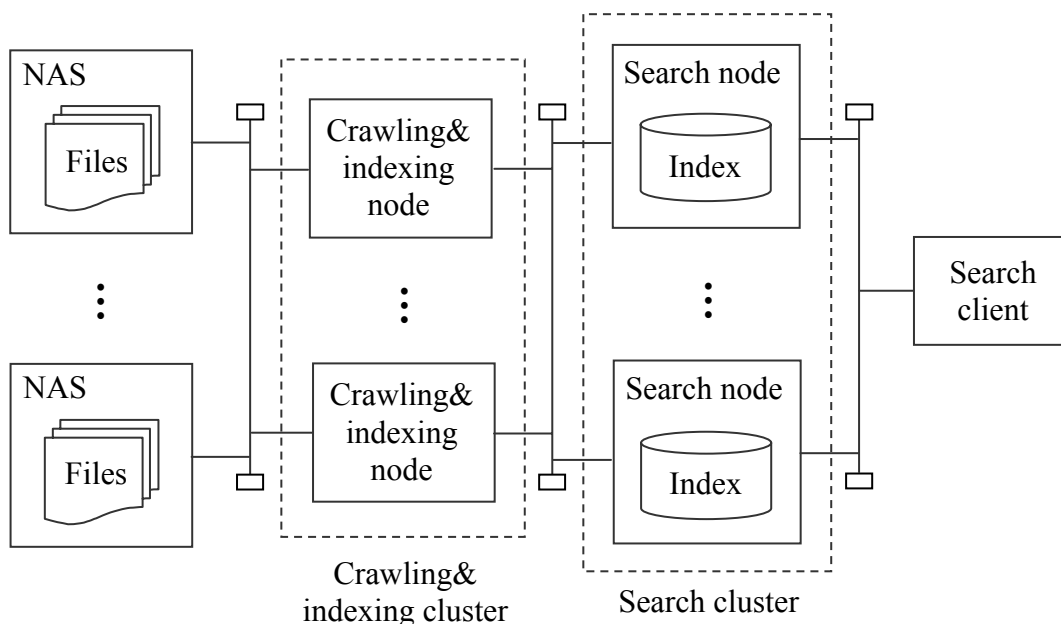 NAS
Files
NAS
Files
Crawling&
indexing
node
Crawling&
indexing
node
Crawling&
indexing cluster
Search node
Index
Search node
Index
Search cluster
Search
client